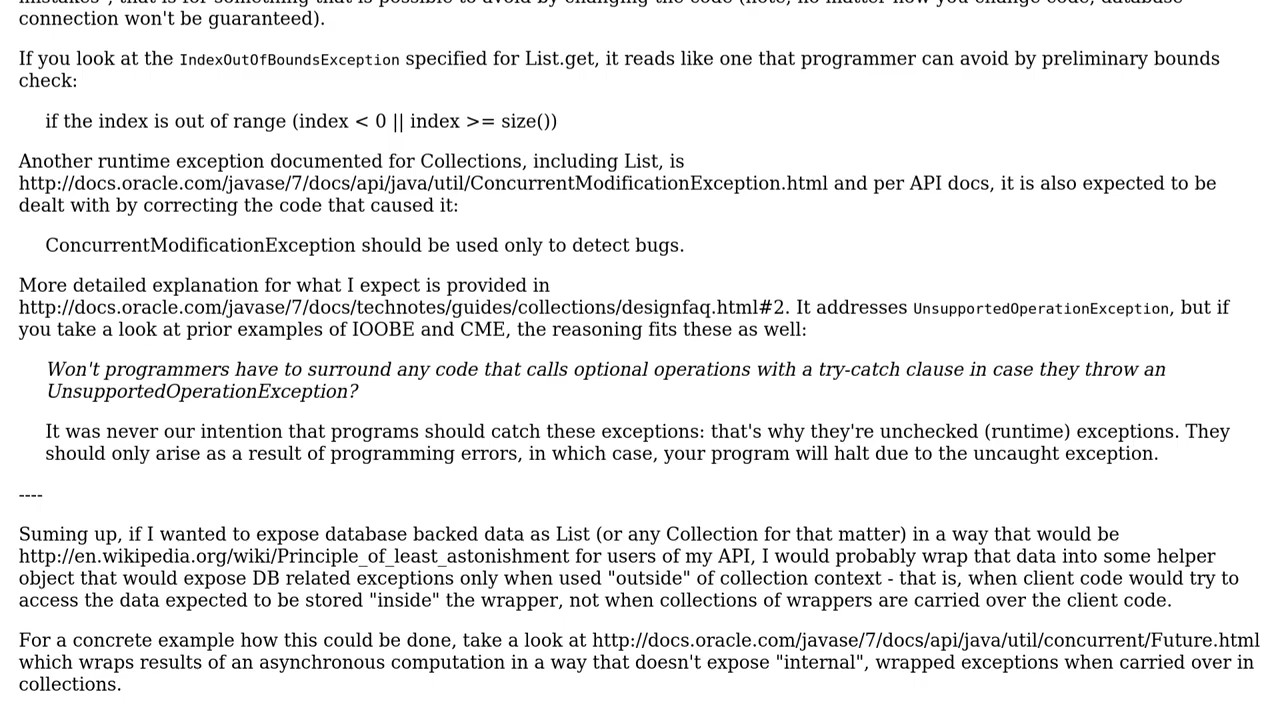 connection won't be guaranteed).
If you look at the IndexOutOfBoundsException specified for List.get, it reads like one that programmer can avoid by preliminary bounds
check:
if the index is out of range (index < 0 || index >= size())
Another runtime exception documented for Collections, including List, is
http://docs.oracle.com/javase/7/docs/api/java/util/ConcurrentModificationException.html and per API docs, it is also expected to be
dealt with by correcting the code that caused it:
ConcurrentModificationException should be used only to detect bugs.
More detailed explanation for what I expect is provided in
http://docs.oracle.com/javase/7/docs/technotes/guides/collections/designfaq.html#2. It addresses UnsupportedOperationException, but if
you take a look at prior examples of IOOBE and CME, the reasoning fits these as well:
Won't programmers have to surround any code that calls optional operations with a try-catch clause in case they throw an
UnsupportedOperationException?
It was never our intention that programs should catch these exceptions: that's why they're unchecked (runtime) exceptions. They
should only arise as a result of programming errors, in which case, your program will halt due to the uncaught exception.
----
Suming up, if I wanted to expose database backed data as List (or any Collection for that matter) in a way that would be
http://en.wikipedia.org/wiki/Principle_of_least_astonishment for users of my API, I would probably wrap that data into some helper
object that would expose DB related exceptions only when used "outside" of collection context - that is, when client code would try to
access the data expected to be stored "inside" the wrapper, not when collections of wrappers are carried over the client code.
For a concrete example how this could be done, take a look at http://docs.oracle.com/javase/7/docs/api/java/util/concurrent/Future.html
which wraps results of an asynchronous computation in a way that doesn't expose "internal", wrapped exceptions when carried over in
collections.